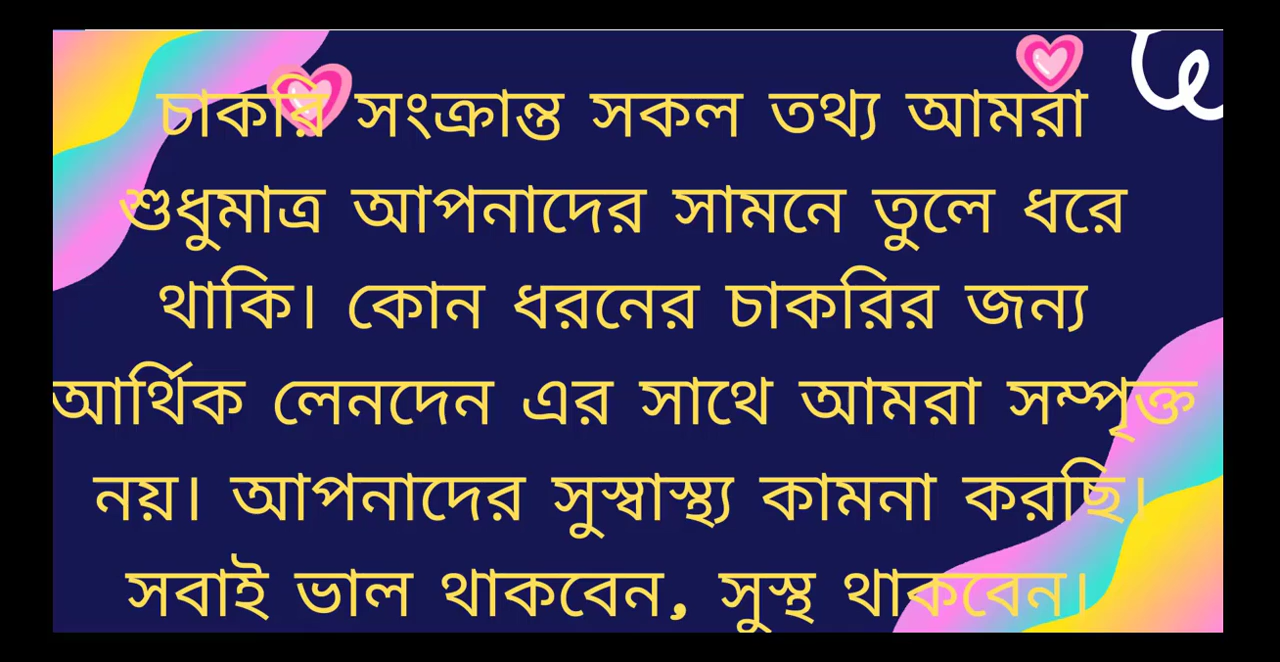 চাকরি সংক্রান্ত সকল তথ্য আমরা
শুধুমাত্র আপনাদের সামনে তুলে ধরে
থাকি। কোন ধরনের চাকরির জন্য
আর্থিক লেনদেন এর সাথে আমরা সম্পৃক্ত
নয়। আপনাদের সুস্বাস্থ্য কামনা করছি।
সবাই ভাল থাকবেন, সুস্থ থাকবেন।